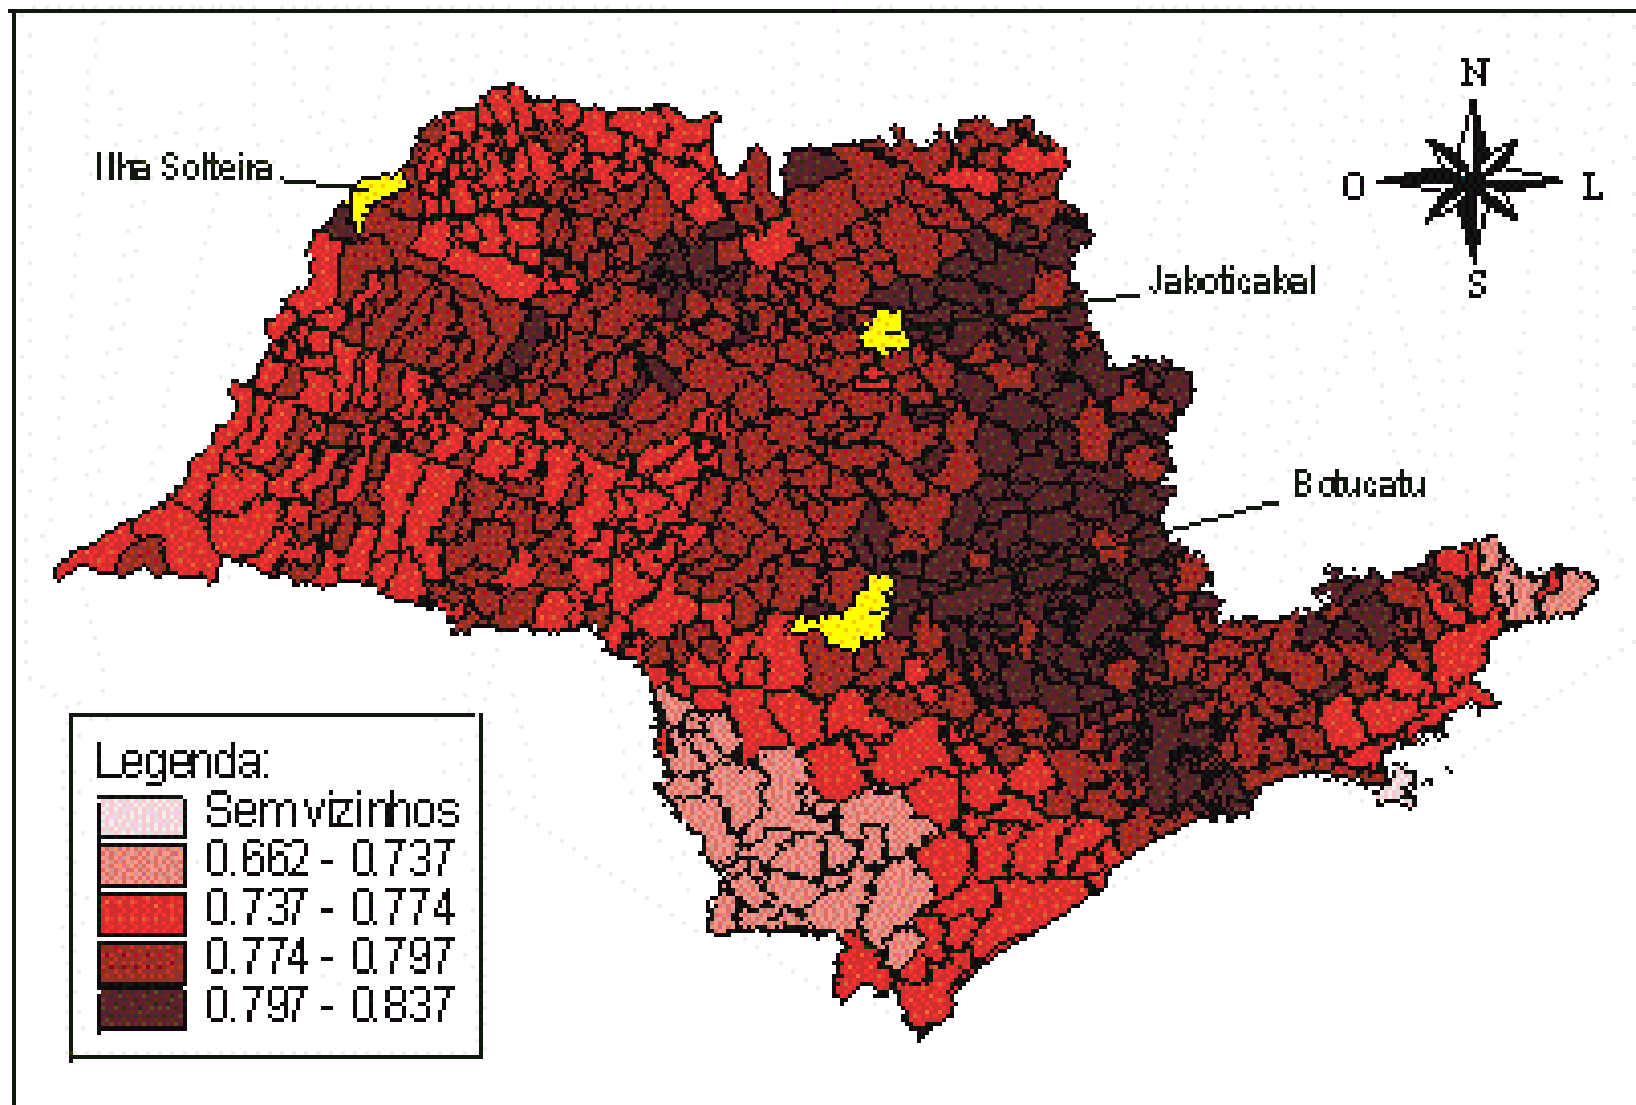 N
Ilha Solteira
O
L
Jaboticabal
S
Botucatu
Legenda:
Sem vizinhos
0.662 - 0.737
0.737 - 0.774
0.774 - 0.797
0.797 - 0.837